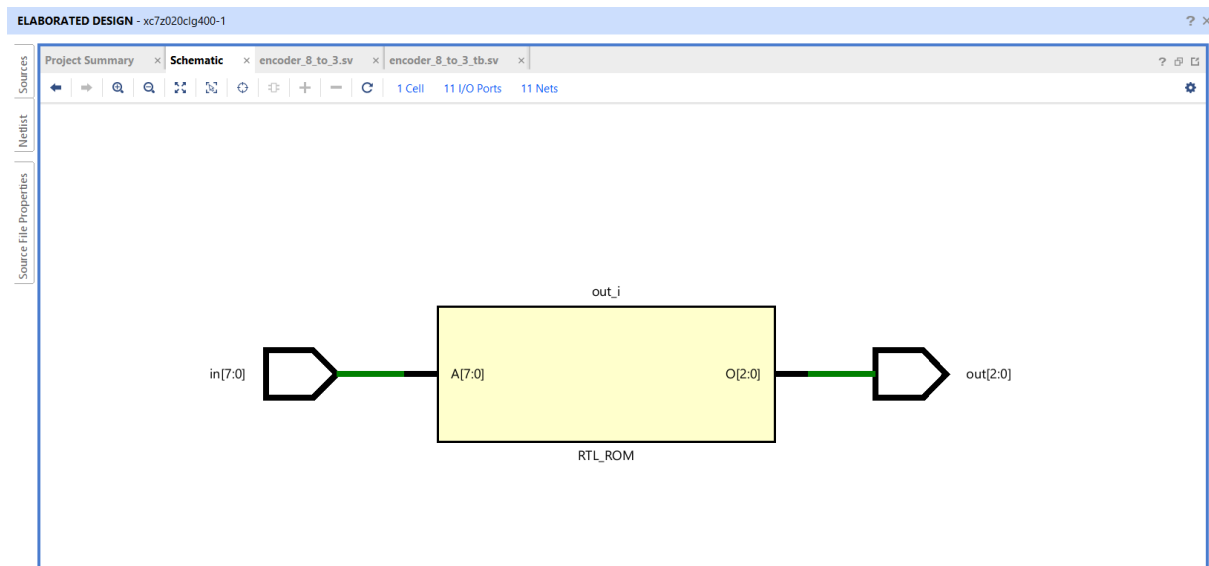 ELABORATED DESIGN - xc7z020clg400-1 ? ×
Sources
Netlist
Source File Properties
Project Summary × Schematic × encoder_8_to_3.sv × encoder_8_to_3_tb.sv × ?
1 Cell 11 I/O Ports 11 Nets
out_i
in[7:0] A[7:0] O[2:0] out[2:0]
RTL_ROM